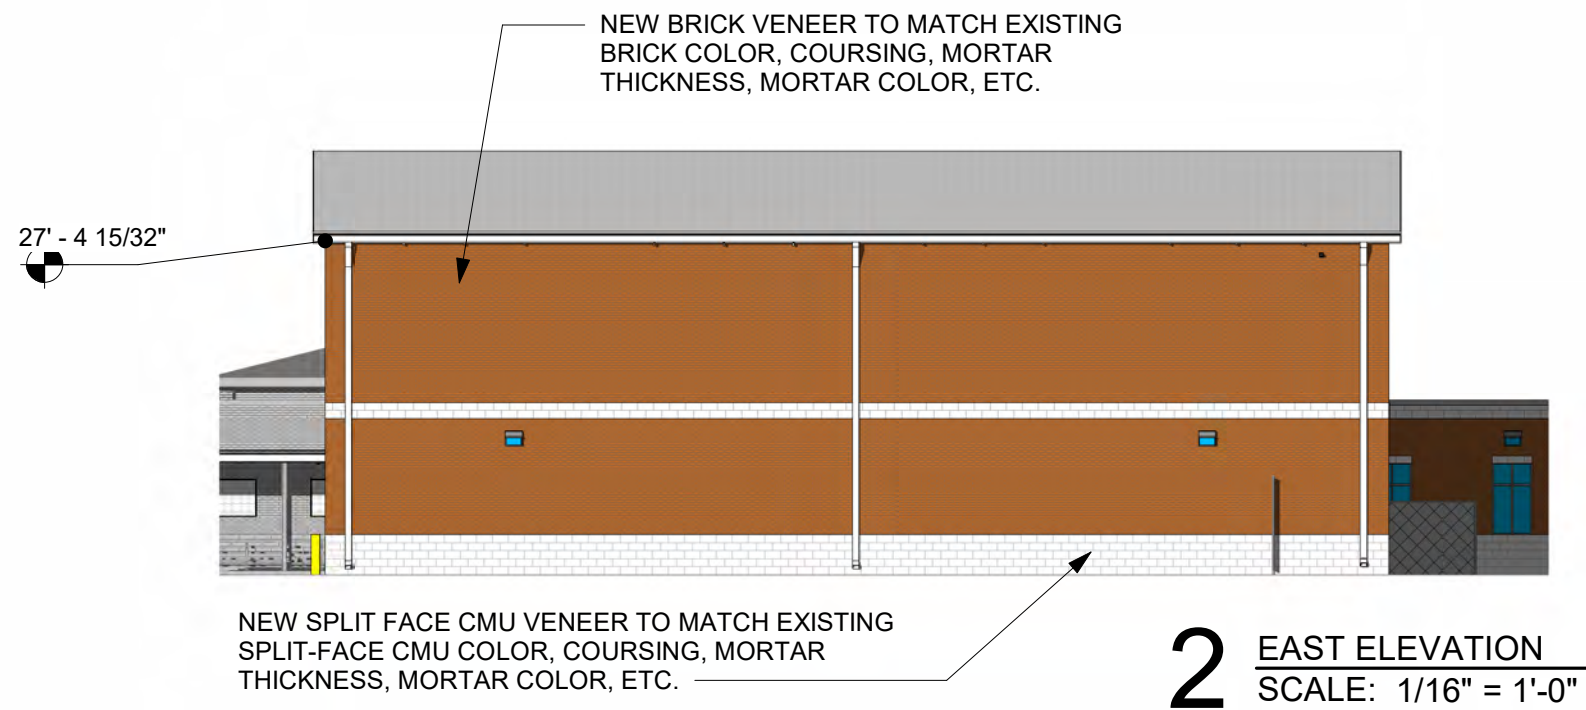 NEW BRICK VENEER TO MATCH EXISTING
BRICK COLOR, COURSING, MORTAR
THICKNESS, MORTAR COLOR, ETC.
27' - 4 15/32"
NEW SPLIT FACE CMU VENEER TO MATCH EXISTING
SPLIT-FACE CMU COLOR, COURSING, MORTAR
THICKNESS, MORTAR COLOR, ETC.
2
EAST ELEVATION
SCALE: 1/16" = 1'-0"